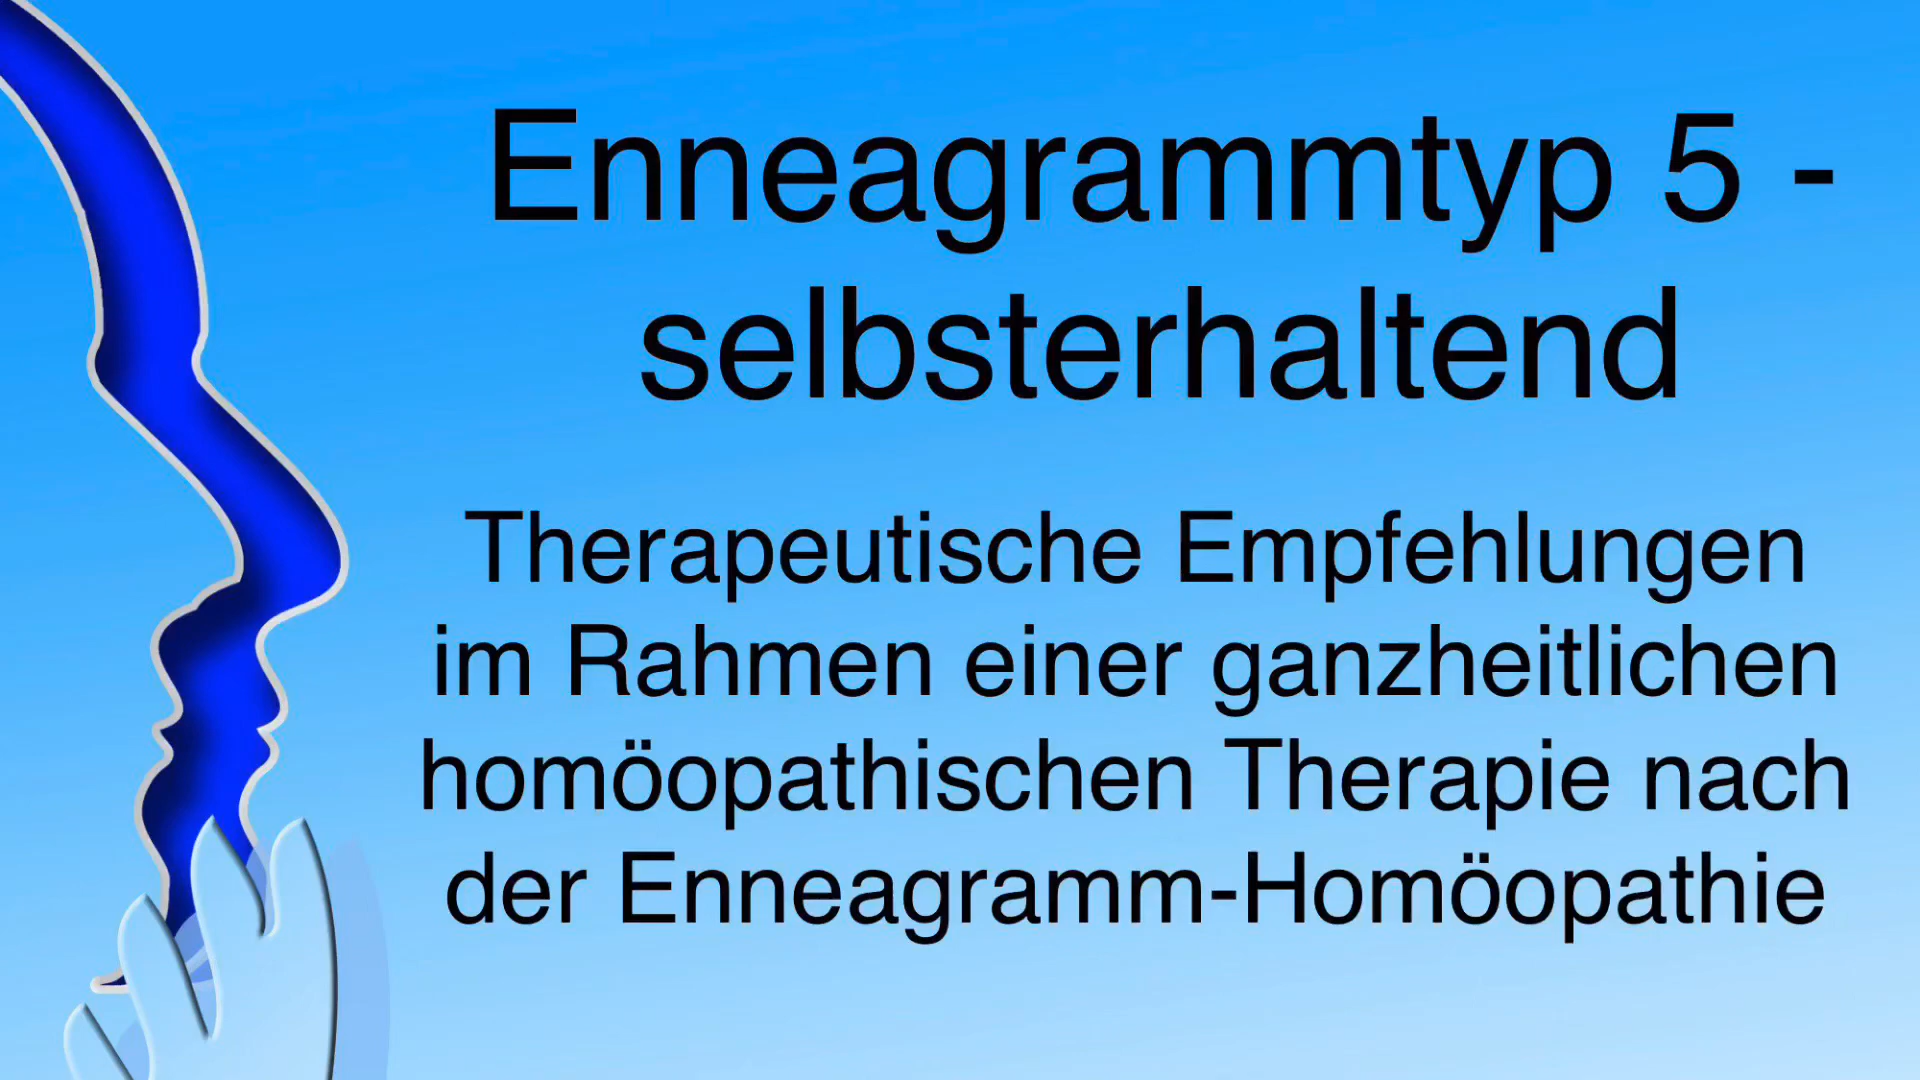 Enneagrammtyp 5 -
selbsterhaltend
Therapeutische Empfehlungen
im Rahmen einer ganzheitlichen
homöopathischen Therapie nach
der Enneagramm-Homöopathie